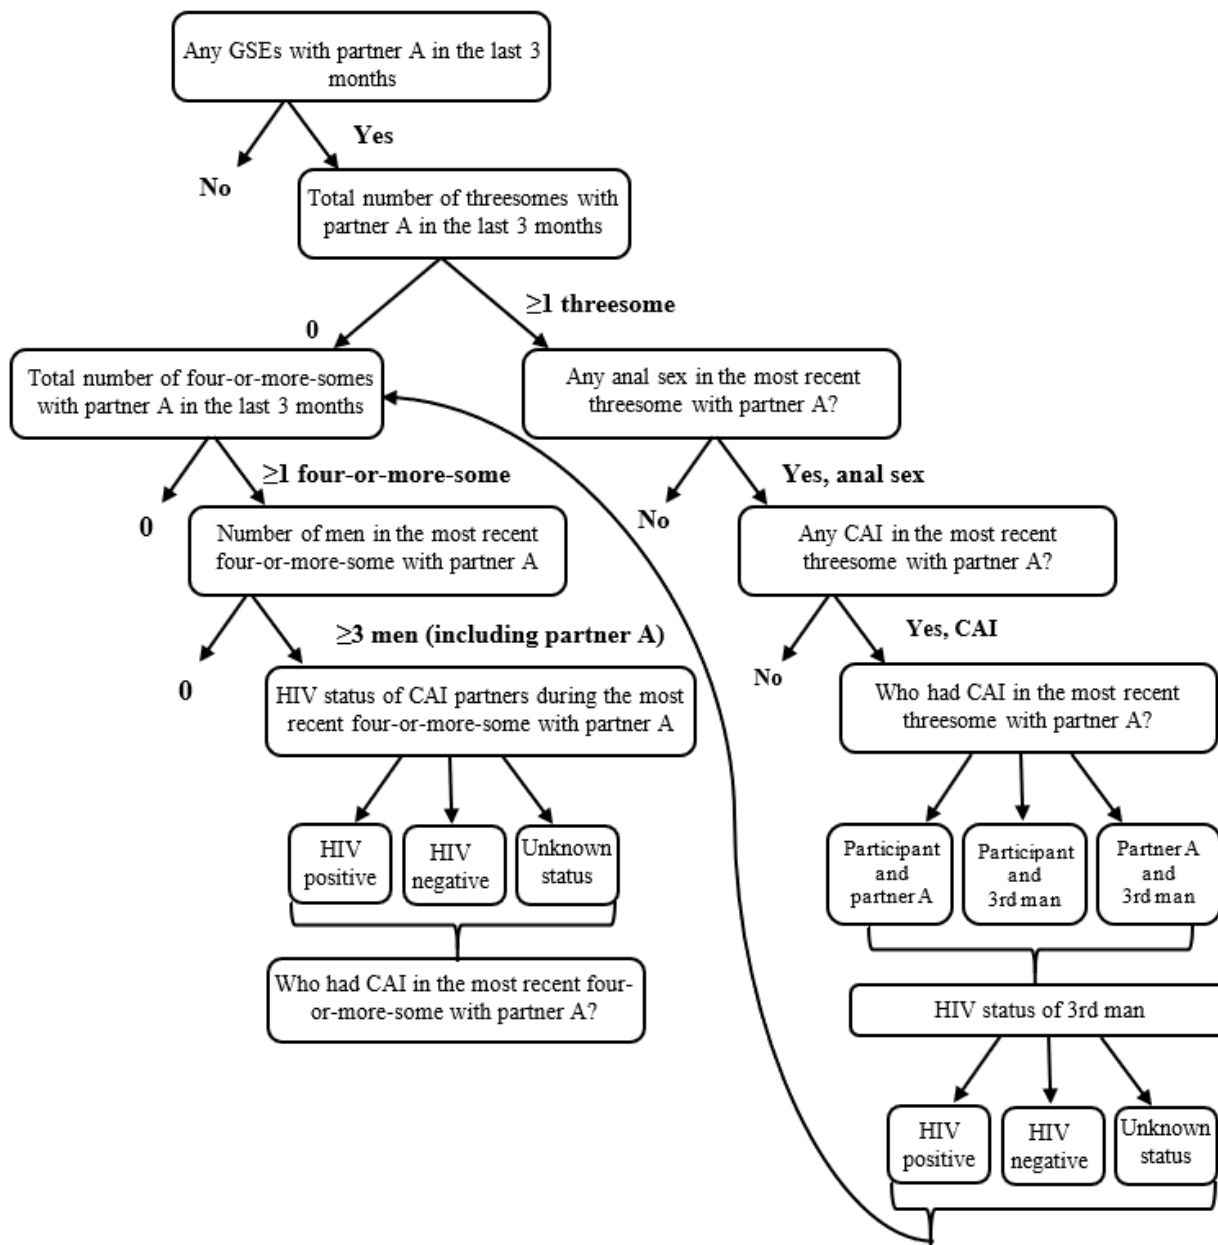 Any GSEs with partner A in the last 3
months
Yes
No
Total number of threesomes with
partner A in the last 3 months
≥1 threesome
0
Total number of four-or-more-somes
with partner A in the last 3 months
Any anal sex in the most recent
threesome with partner A?
≥1 four-or-more-some
Yes, anal sex
0
No
Number of men in the most recent
four-or-more-some with partner A
Any CAI in the most recent
threesome with partner A?
≥3 men (including partner A)
Yes, CAI
0
No
HIV status of CAI partners during the most
recent four-or-more-some with partner A
Who had CAI in the most recent
threesome with partner A?
HIV
positive
HIV
negative
Unknown
status
Participant
and
partner A
Participant
and
3rd man
Partner A
and
3rd man
Who had CAI in the most recent four-
or-more-some with partner A?
HIV status of 3rd man
HIV
positive
HIV
negative
Unknown
status